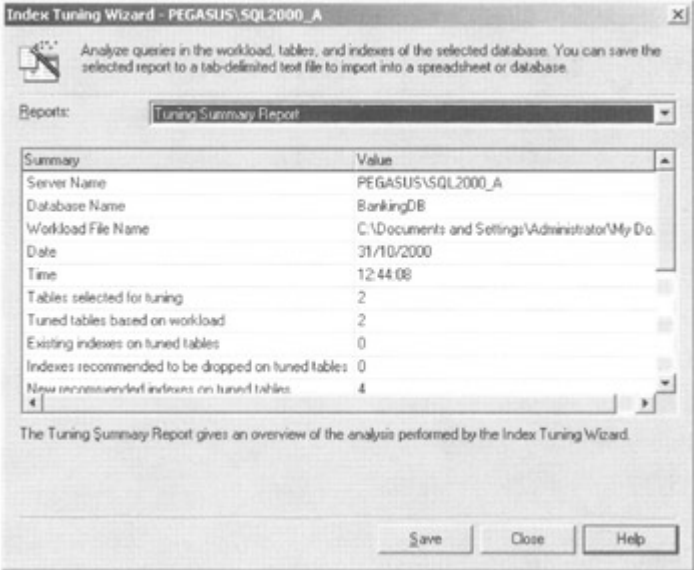 Index Tuning Wizard - PEGASUS\SQL2000_A
Analyze queries in the workload, tables, and indexes of the selected database. You can save the
selected report to a tab-delimited text file to import into a spreadsheet or database.
Reports: Tuning Summary Report
Summary Value
Server Name PEGASUS\SQL2000_A
Database Name BankingDB
Workload File Name C:\Documents and Settings\Administrator\My Do.
Date 31/10/2000
Time 12:44:08
Tables selected for tuning 2
Tuned tables based on workload 2
Existing indexes on tuned tables 0
Indexes recommended to be dropped on tuned tables 0
New recommended indexes on tuned tables 4
The Tuning Summary Report gives an overview of the analysis performed by the Index Tuning Wizard.
Save Close Help